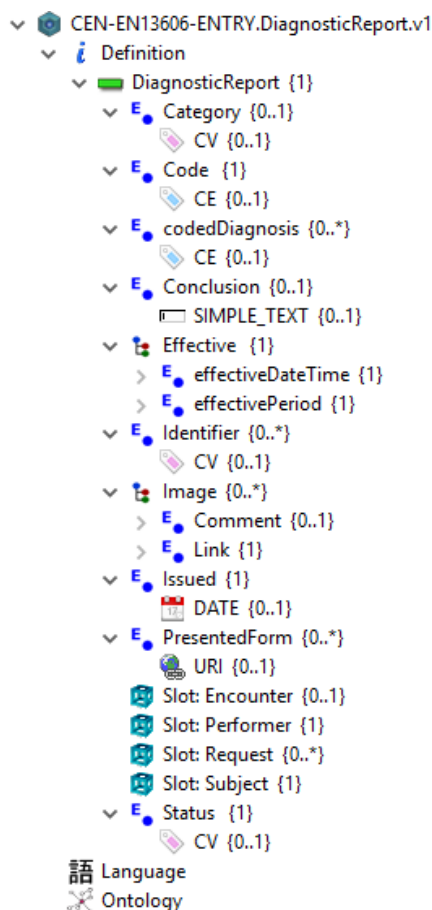 CEN-EN13606-ENTRY.DiagnosticReport.v1
Definition
DiagnosticReport {1}
Category {0..1}
CV {0..1}
Code {1}
CE {0..1}
codedDiagnosis {0..*}
CE {0..1}
Conclusion {0..1}
SIMPLE_TEXT {0..1}
Effective {1}
effectiveDateTime {1}
effectivePeriod {1}
Identifier {0..*}
CV {0..1}
Image {0..*}
Comment {0..1}
Link {1}
Issued {1}
DATE {0..1}
PresentedForm {0..*}
URI {0..1}
Slot: Encounter {0..1}
Slot: Performer {1}
Slot: Request {0..*}
Slot: Subject {1}
Status {1}
CV {0..1}
語 Language
Ontology